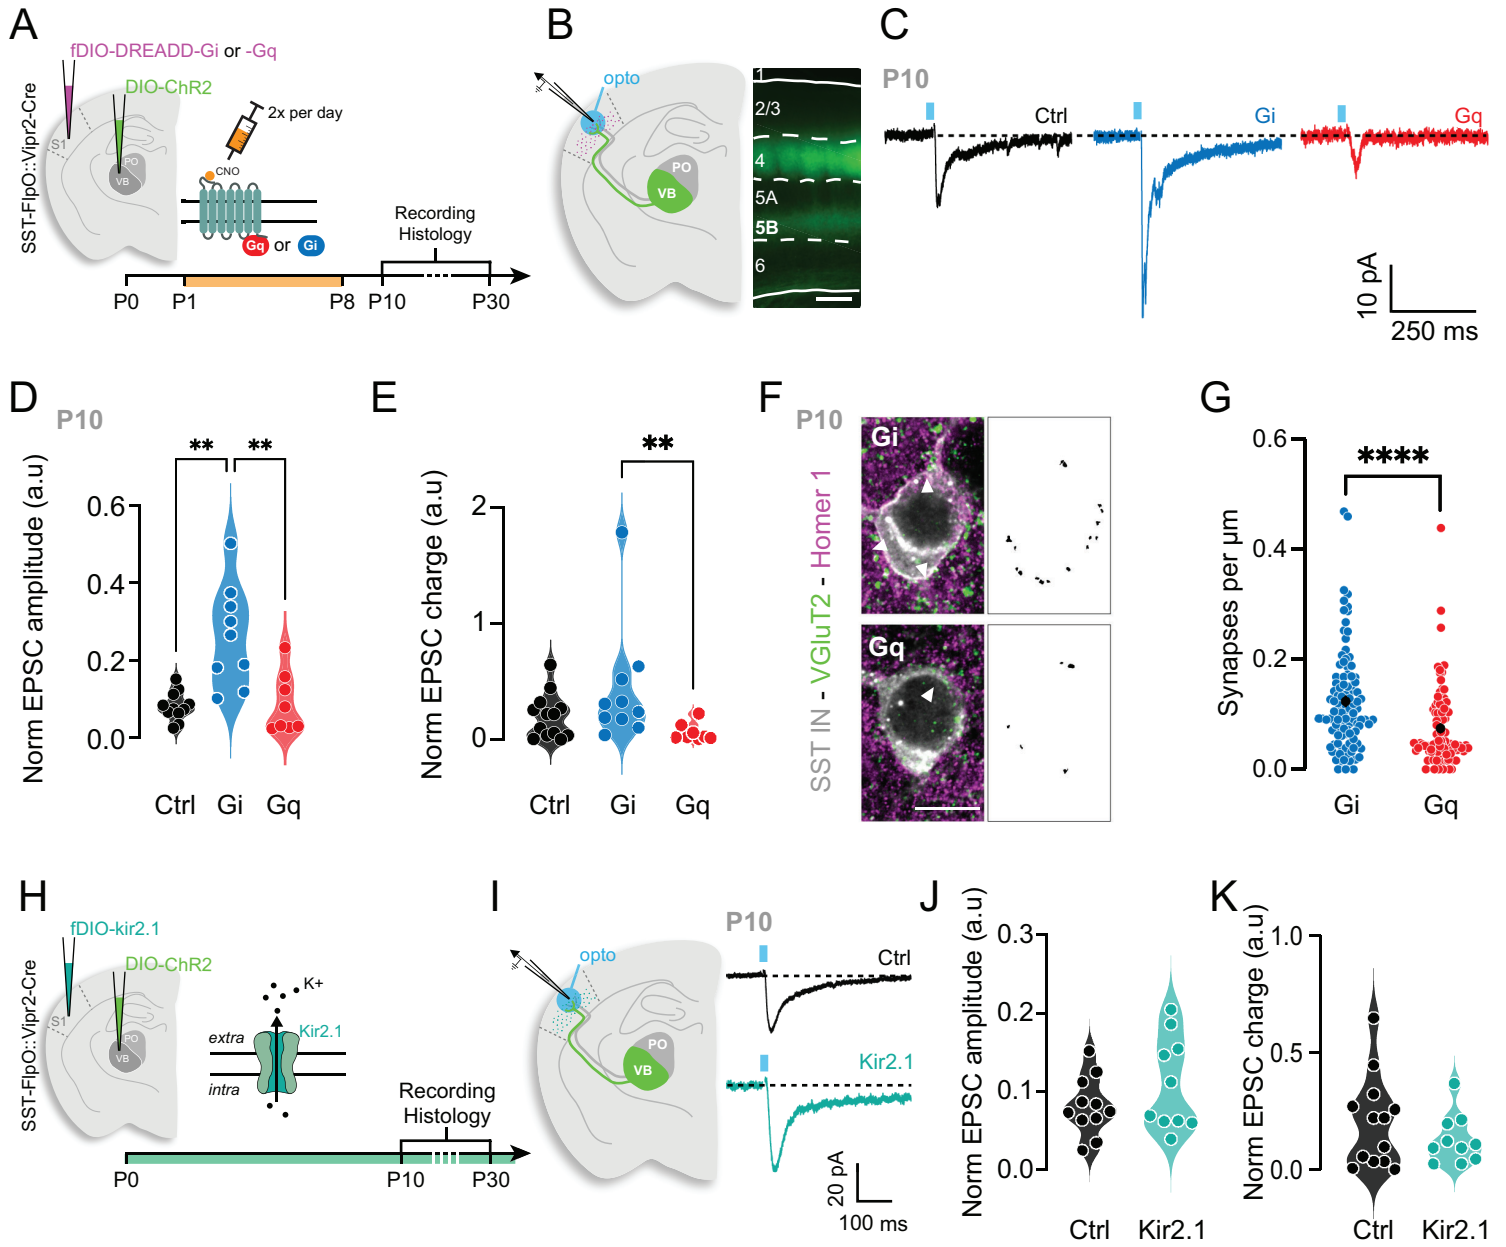 A
fDIO-DREADD-Gi or -Gq
DIO-ChR2
SST-FlpO::Vipr2-Cre
S1
PO
VB
2x per day
CNO
Gq or Gi
Recording
Histology
P0
P1
P8
P10
P30
B
opto
PO
VB
1
2/3
4
5A
5B
6
C
P10
Ctrl
Gi
Gq
10 pA
250 ms
D
P10
** **
Norm EPSC amplitude (a.u)
0.6
0.4
0.2
0.0
Ctrl Gi Gq
E
**
Norm EPSC charge (a.u)
2
1
0
Ctrl Gi Gq
F
P10
SST IN - VGluT2 - Homer 1
Gi
Gq
G
****
Synapses per µm
0.6
0.4
0.2
0.0
Gi Gq
H
fDIO-kir2.1
DIO-ChR2
SST-FlpO::Vipr2-Cre
S1
PO
VB
K+
Kir2.1
extra
intra
Recording
Histology
P0
P10
P30
I
opto
PO
VB
P10
Ctrl
Kir2.1
20 pA
100 ms
J
Norm EPSC amplitude (a.u)
0.3
0.2
0.1
0.0
Ctrl Kir2.1
K
Norm EPSC charge (a.u)
1.0
0.5
0.0
Ctrl Kir2.1